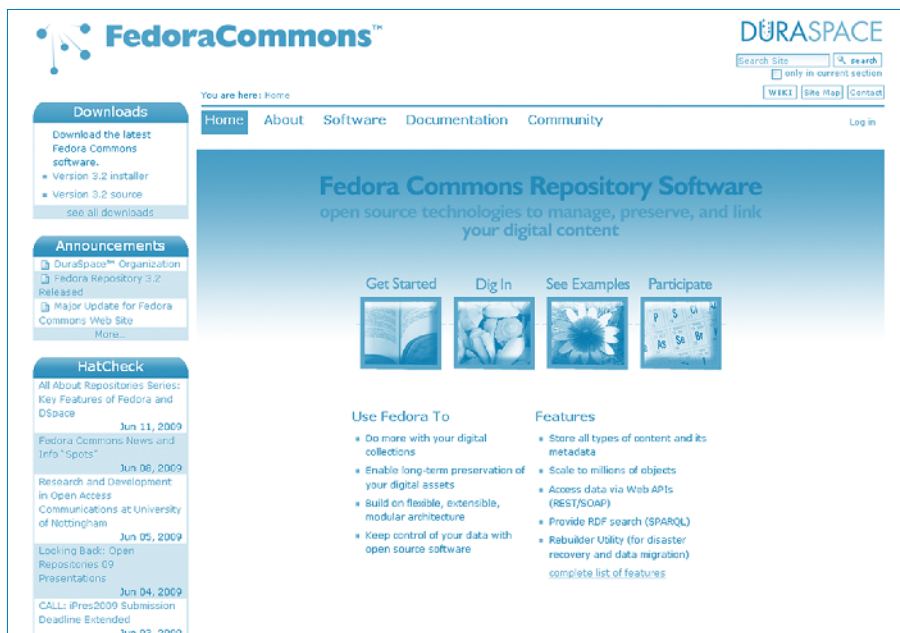 FedoraCommons™
DURASPACE
Search Site
search
only in current section
WIKI
Site Map
Contact
You are here: Home
Home
About
Software
Documentation
Community
Log in
Downloads
Download the latest
Fedora Commons
software.
Version 3.2 installer
Version 3.2 source
see all downloads
Announcements
DuraSpace™ Organization
Fedora Repository 3.2
Released
Major Update for Fedora
Commons Web Site
More…
HatCheck
All About Repositories Series:
Key Features of Fedora and
DSpace
Jun 11, 2009
Fedora Commons News and
Info "Spots"
Jun 08, 2009
Research and Development
in Open Access
Communications at University
of Nottingham
Jun 05, 2009
Looking Back: Open
Repositories 09
Presentations
Jun 04, 2009
CALL: iPres2009 Submission
Deadline Extended
Jun 03, 2009
Fedora Commons Repository Software
open source technologies to manage, preserve, and link
your digital content
Get Started
Dig In
See Examples
Participate
P S Cl
As Se Br
Use Fedora To
Do more with your digital
collections
Enable long-term preservation of
your digital assets
Build on flexible, extensible,
modular architecture
Keep control of your data with
open source software
Features
Store all types of content and its
metadata
Scale to millions of objects
Access data via Web APIs
(REST/SOAP)
Provide RDF search (SPARQL)
Rebuilder Utility (for disaster
recovery and data migration)
complete list of features